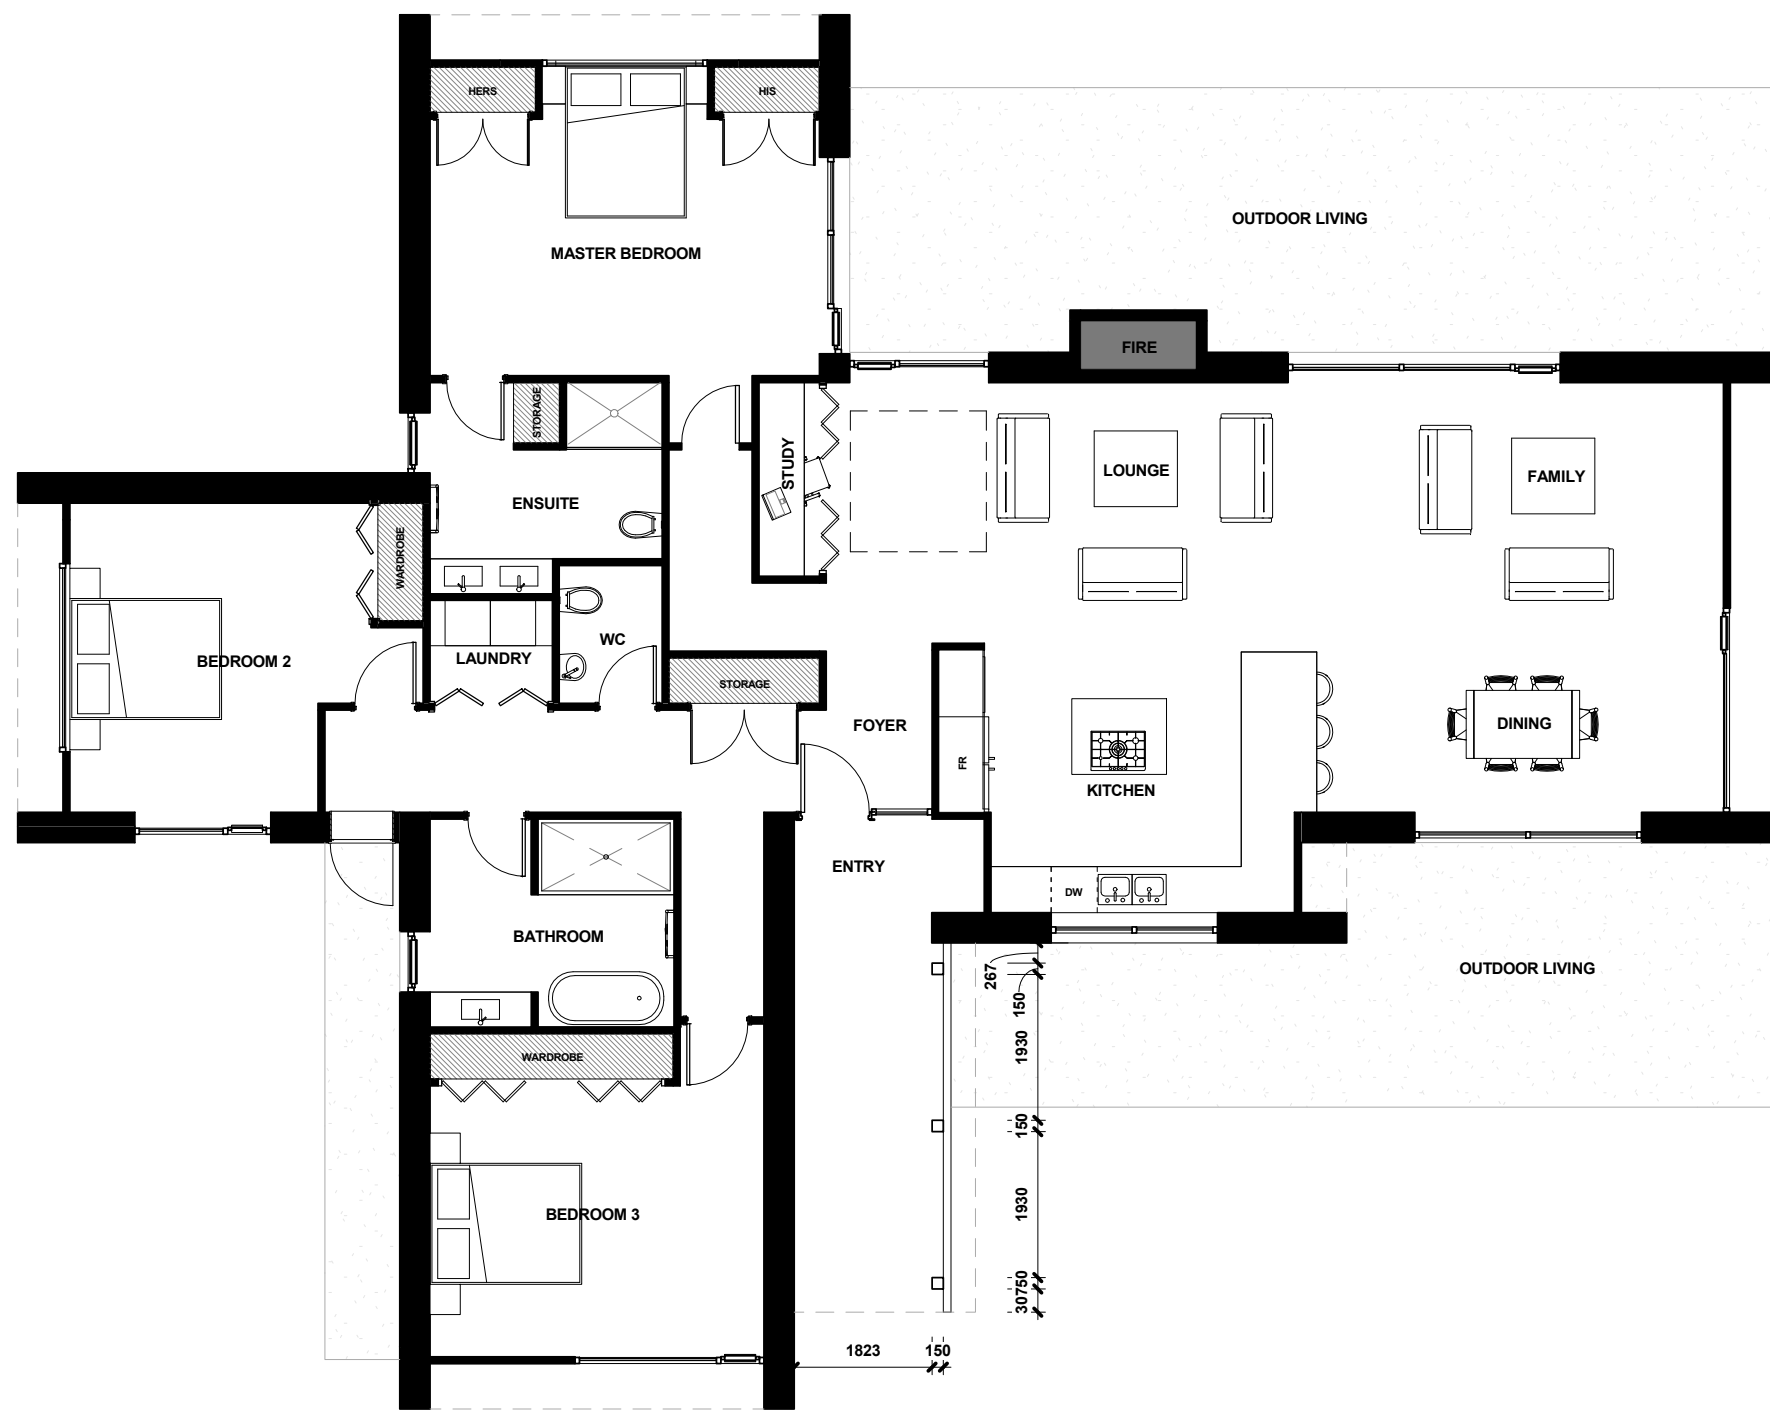 HERS
HIS
OUTDOOR LIVING
MASTER BEDROOM
FIRE
STORAGE
STUDY
LOUNGE
FAMILY
ENSUITE
WARDROBE
WC
BEDROOM 2
LAUNDRY
STORAGE
FOYER
DINING
FR
KITCHEN
ENTRY
DW
BATHROOM
OUTDOOR LIVING
267
150
1930
WARDROBE
150
1930
BEDROOM 3
30750
1823
150